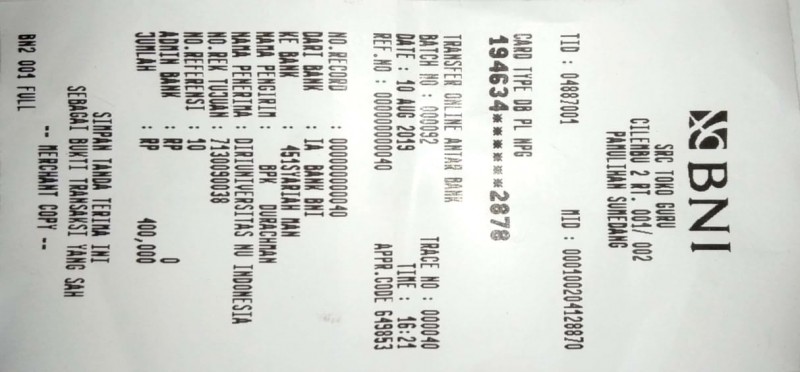 BNI
SRC TOKO GURU
CILEMBU 2 RT. 001/ 002
PAMULIHAN SUMEDANG
TID : 04887001 MID : 000100204128870
CARD TYPE DB PL NPG
194634******2878
TRANSFER ONLINE ANTAR BANK
BATCH NO : 000092 TRACE NO : 000040
DATE : 10 AUG 2019 TIME : 16:21
REF.NO : 000000000040 APPR.CODE 649853
NO.RECORD : 000000000040
DARI BANK : IA BANK BNI
KE BANK : 451SYARIAH MAN
NAMA PENGIRIM : BPK DURACHMAN
NAMA PENERIMA : DIRIUNIVERSITAS NU INDONESIA
NO.REK TUJUAN : 7130090038
NO.REFERENSI : 10
ADMIN BANK : RP 0
JUMLAH : RP 400,000
SIMPAN TANDA TERIMA INI
SEBAGAI BUKTI TRANSAKSI YANG SAH
-- MERCHANT COPY --
BN2 0C1 FULL